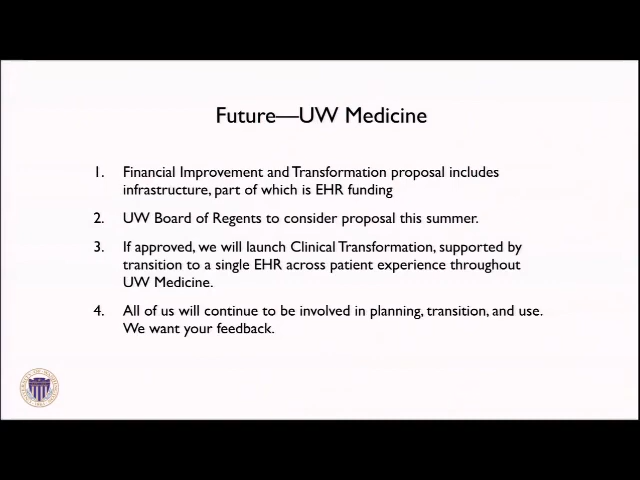 Future—UW Medicine
1. Financial Improvement and Transformation proposal includes
infrastructure, part of which is EHR funding
2. UW Board of Regents to consider proposal this summer.
3. If approved, we will launch Clinical Transformation, supported by
transition to a single EHR across patient experience throughout
UW Medicine.
4. All of us will continue to be involved in planning, transition, and use.
We want your feedback.